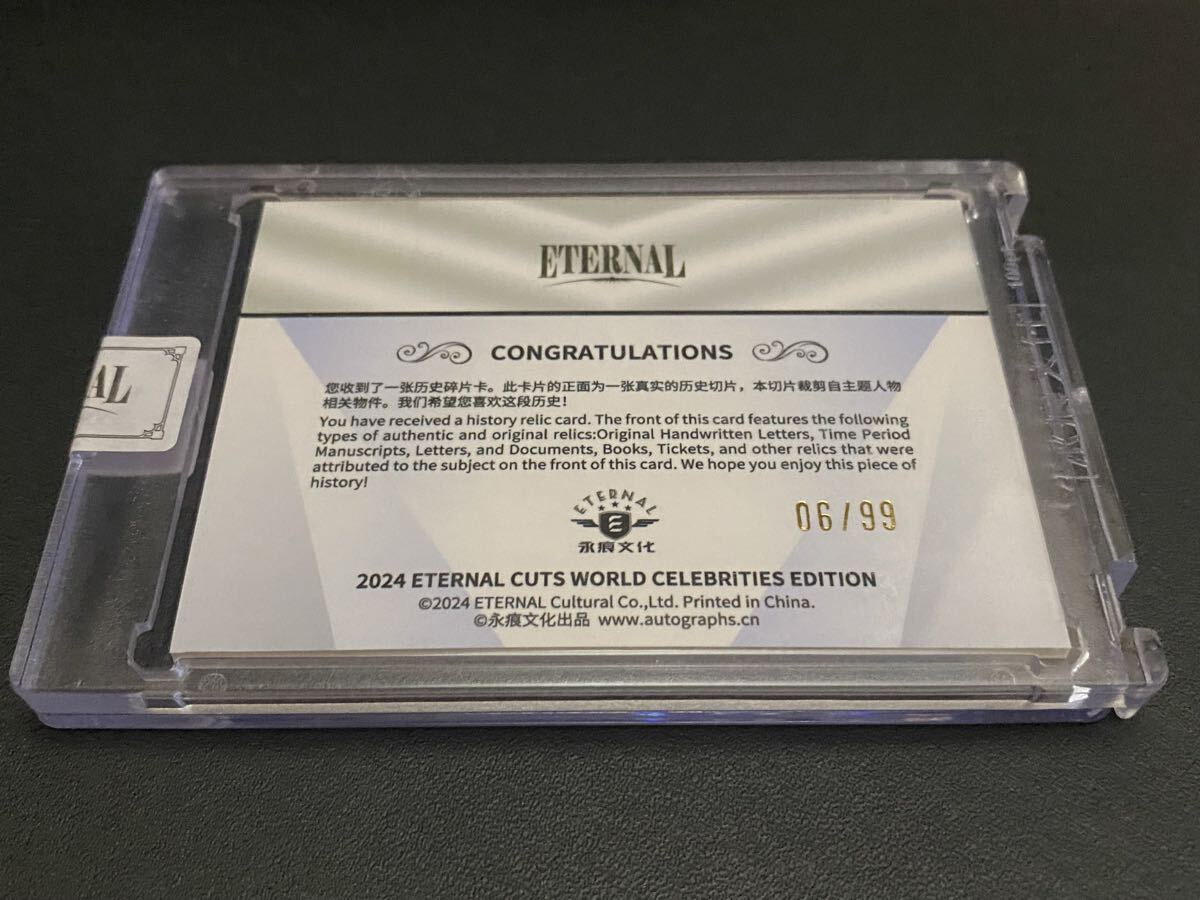 ETERNAL
AL
CONGRATULATIONS
您收到了一张历史碎片卡。此卡片的正面为一张真实的历史切片，本切片裁剪自主题人物
相关物件。我们希望您喜欢这段历史！
You have received a history relic card. The front of this card features the following
types of authentic and original relics:Original Handwritten Letters, Time Period
Manuscripts, Letters, and Documents, Books, Tickets, and other relics that were
attributed to the subject on the front of this card. We hope you enjoy this piece of
history!
ETERNAL
永痕文化
06/99
2024 ETERNAL CUTS WORLD CELEBRiTIES EDITION
©2024 ETERNAL Cultural Co.,Ltd. Printed in China.
©永痕文化出品 www.autographs.cn